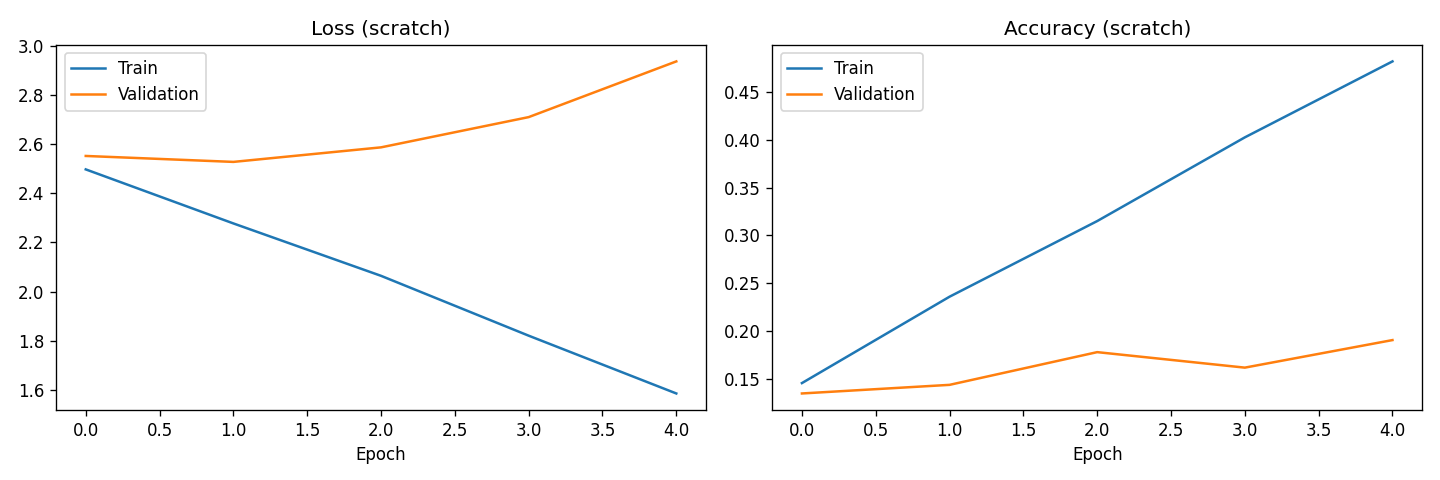 Loss (scratch)
3.0
2.8
2.6
2.4
2.2
2.0
1.8
1.6
Train
Validation
0.0 0.5 1.0 1.5 2.0 2.5 3.0 3.5 4.0
Epoch
Accuracy (scratch)
0.45
0.40
0.35
0.30
0.25
0.20
0.15
Train
Validation
0.0 0.5 1.0 1.5 2.0 2.5 3.0 3.5 4.0
Epoch